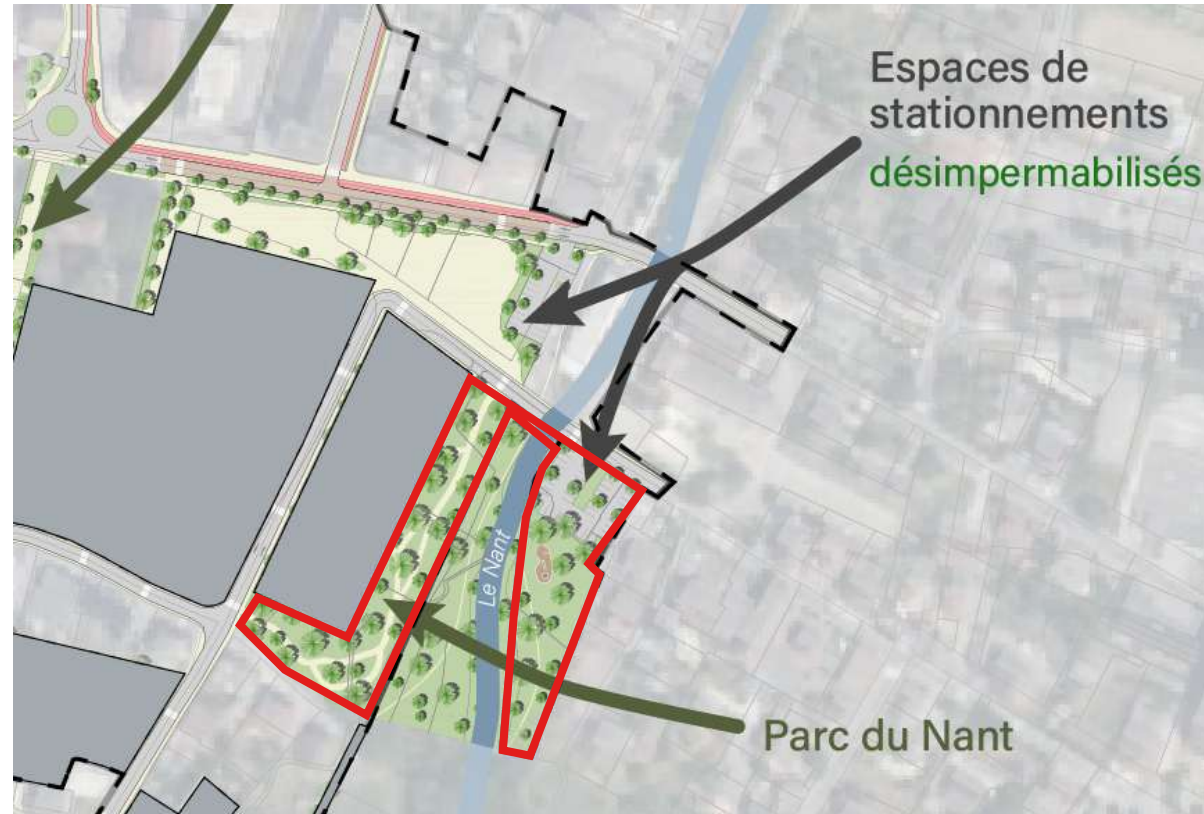 Espaces de
stationnements
désimpermabilisés
Le Nant
Parc du Nant